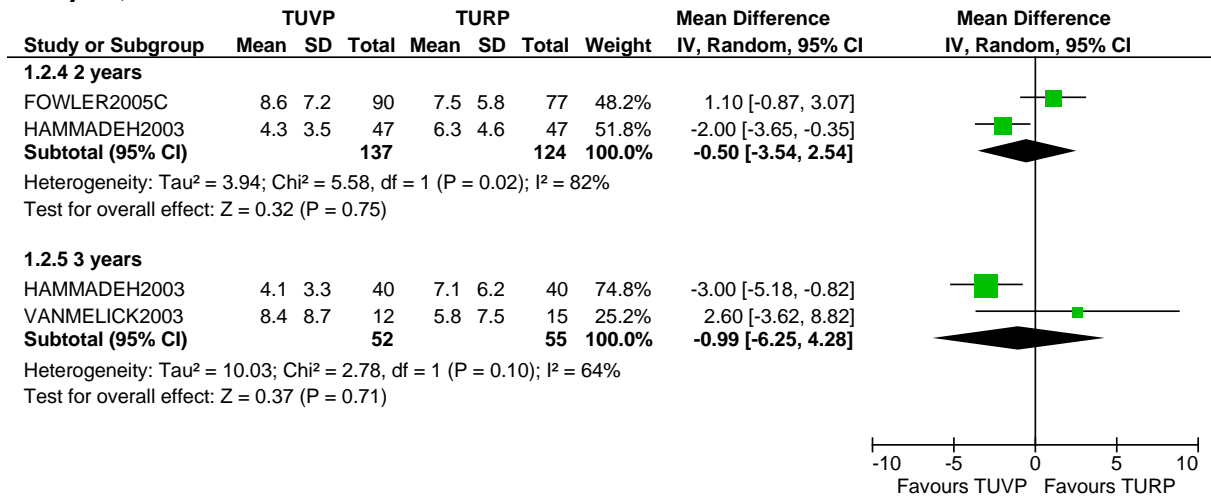 TUVP TURP Mean Difference Mean Difference
Study or Subgroup Mean SD Total Mean SD Total Weight IV, Random, 95% CI IV, Random, 95% CI
1.2.4 2 years
FOWLER2005C 8.6 7.2 90 7.5 5.8 77 48.2% 1.10 [-0.87, 3.07]
HAMMADEH2003 4.3 3.5 47 6.3 4.6 47 51.8% -2.00 [-3.65, -0.35]
Subtotal (95% CI) 137 124 100.0% -0.50 [-3.54, 2.54]
Heterogeneity: Tau² = 3.94; Chi² = 5.58, df = 1 (P = 0.02); I² = 82%
Test for overall effect: Z = 0.32 (P = 0.75)
1.2.5 3 years
HAMMADEH2003 4.1 3.3 40 7.1 6.2 40 74.8% -3.00 [-5.18, -0.82]
VANMELICK2003 8.4 8.7 12 5.8 7.5 15 25.2% 2.60 [-3.62, 8.82]
Subtotal (95% CI) 52 55 100.0% -0.99 [-6.25, 4.28]
Heterogeneity: Tau² = 10.03; Chi² = 2.78, df = 1 (P = 0.10); I² = 64%
Test for overall effect: Z = 0.37 (P = 0.71)
-10 -5 0 5 10
Favours TUVP Favours TURP